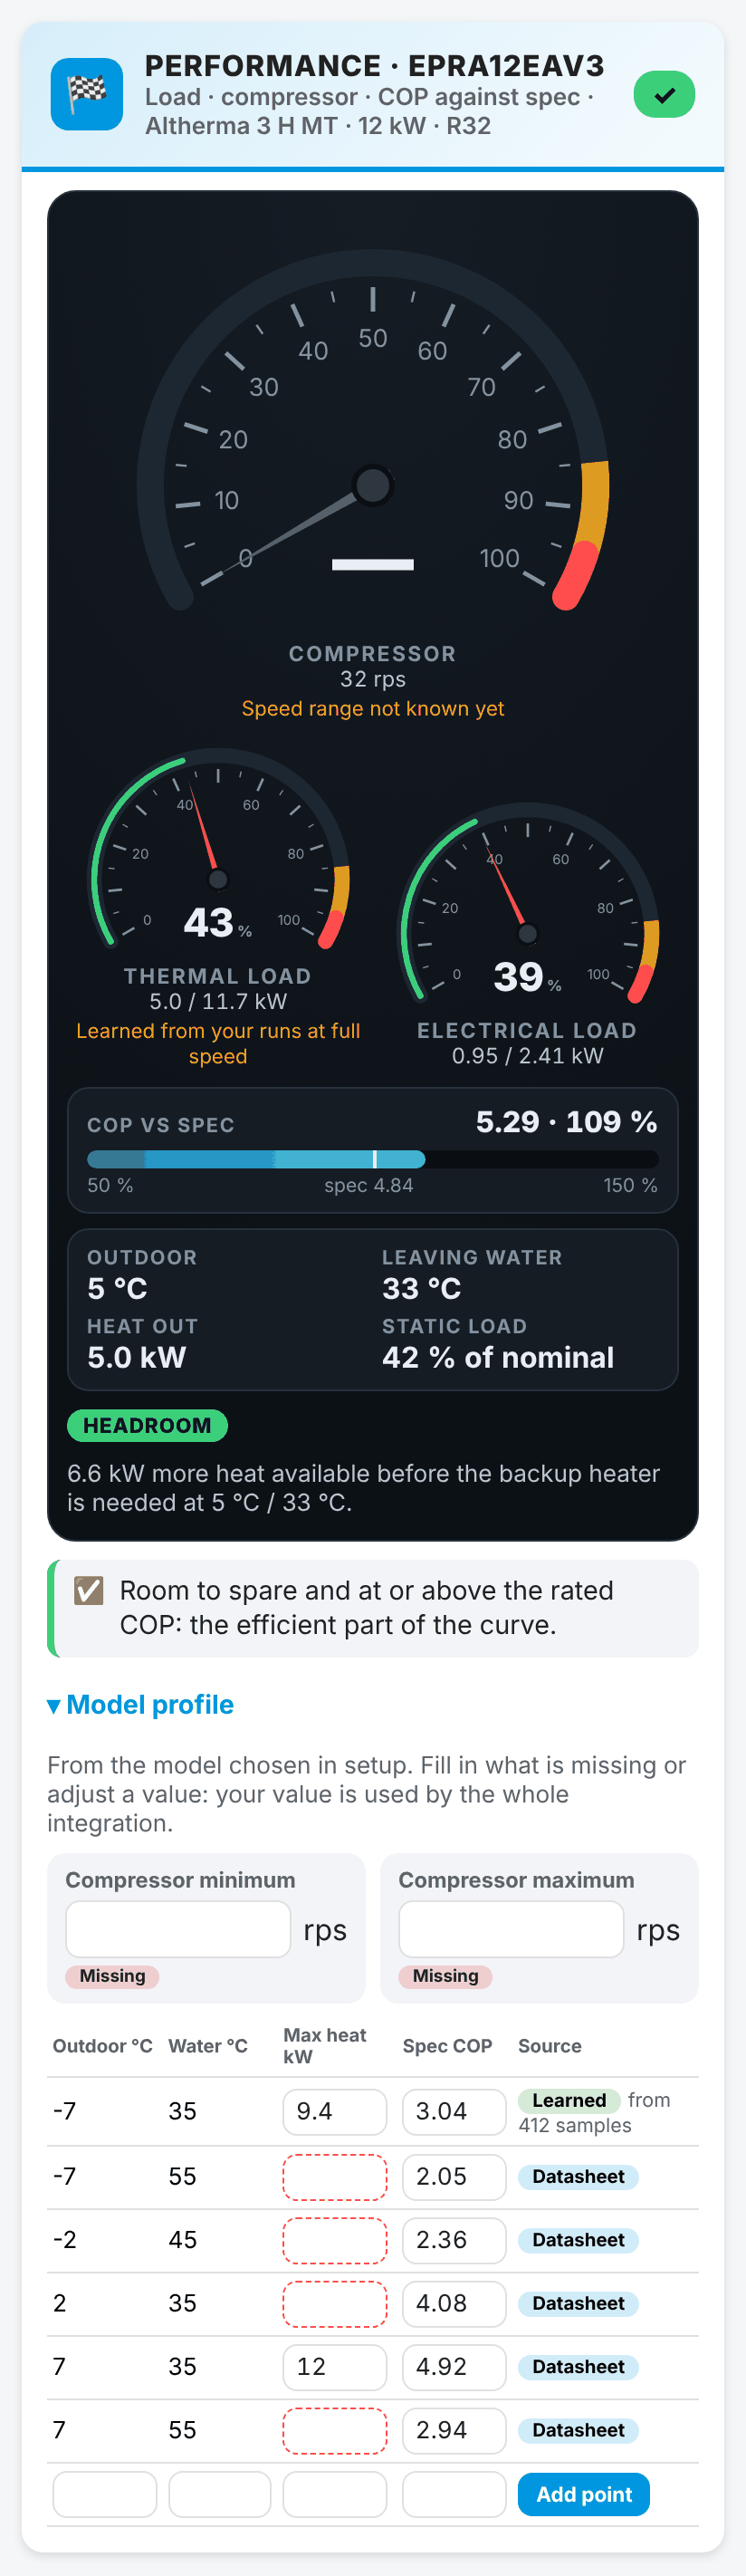 PERFORMANCE · EPRA12EAV3
Load · compressor · COP against spec ·
Altherma 3 H MT · 12 kW · R32
0
10
20
30
40
50
60
70
80
90
100
COMPRESSOR
32 rps
Speed range not known yet
0
20
40
60
80
100
43 %
THERMAL LOAD
5.0 / 11.7 kW
Learned from your runs at full
speed
0
20
40
60
80
100
39 %
ELECTRICAL LOAD
0.95 / 2.41 kW
COP VS SPEC 5.29 · 109 %
50 % spec 4.84 150 %
OUTDOOR LEAVING WATER
5 °C 33 °C
HEAT OUT STATIC LOAD
5.0 kW 42 % of nominal
HEADROOM
6.6 kW more heat available before the backup heater
is needed at 5 °C / 33 °C.
Room to spare and at or above the rated
COP: the efficient part of the curve.
▾ Model profile
From the model chosen in setup. Fill in what is missing or
adjust a value: your value is used by the whole
integration.
Compressor minimum
rps
Missing
Compressor maximum
rps
Missing
Outdoor °C Water °C Max heat kW Spec COP Source
-7 35 9.4 3.04 Learned from
412 samples
-7 55 2.05 Datasheet
-2 45 2.36 Datasheet
2 35 4.08 Datasheet
7 35 12 4.92 Datasheet
7 55 2.94 Datasheet
Add point